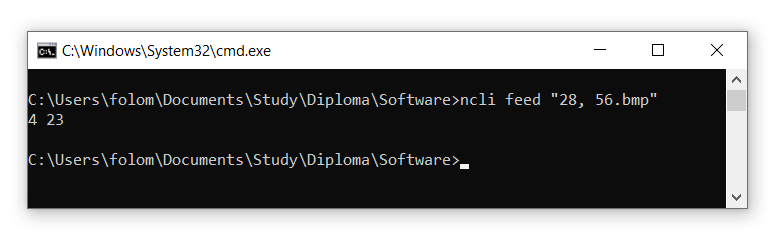 C:\Windows\System32\cmd.exe
C:\Users\folom\Documents\Study\Diploma\Software>ncli feed "28, 56.bmp"
4 23
C:\Users\folom\Documents\Study\Diploma\Software>